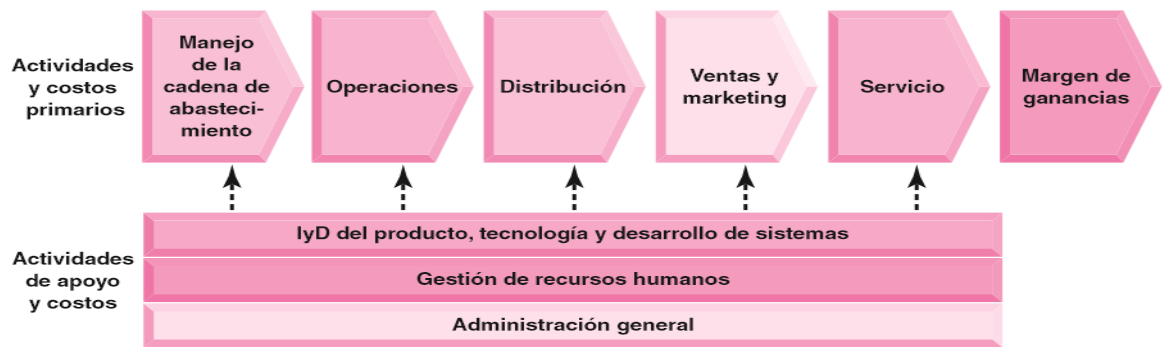 Actividades
y costos
primarios
Manejo
de la
cadena de
abasteci-
miento
Operaciones
Distribución
Ventas y
marketing
Servicio
Margen de
ganancias
Actividades
de apoyo
y costos
IyD del producto, tecnología y desarrollo de sistemas
Gestión de recursos humanos
Administración general